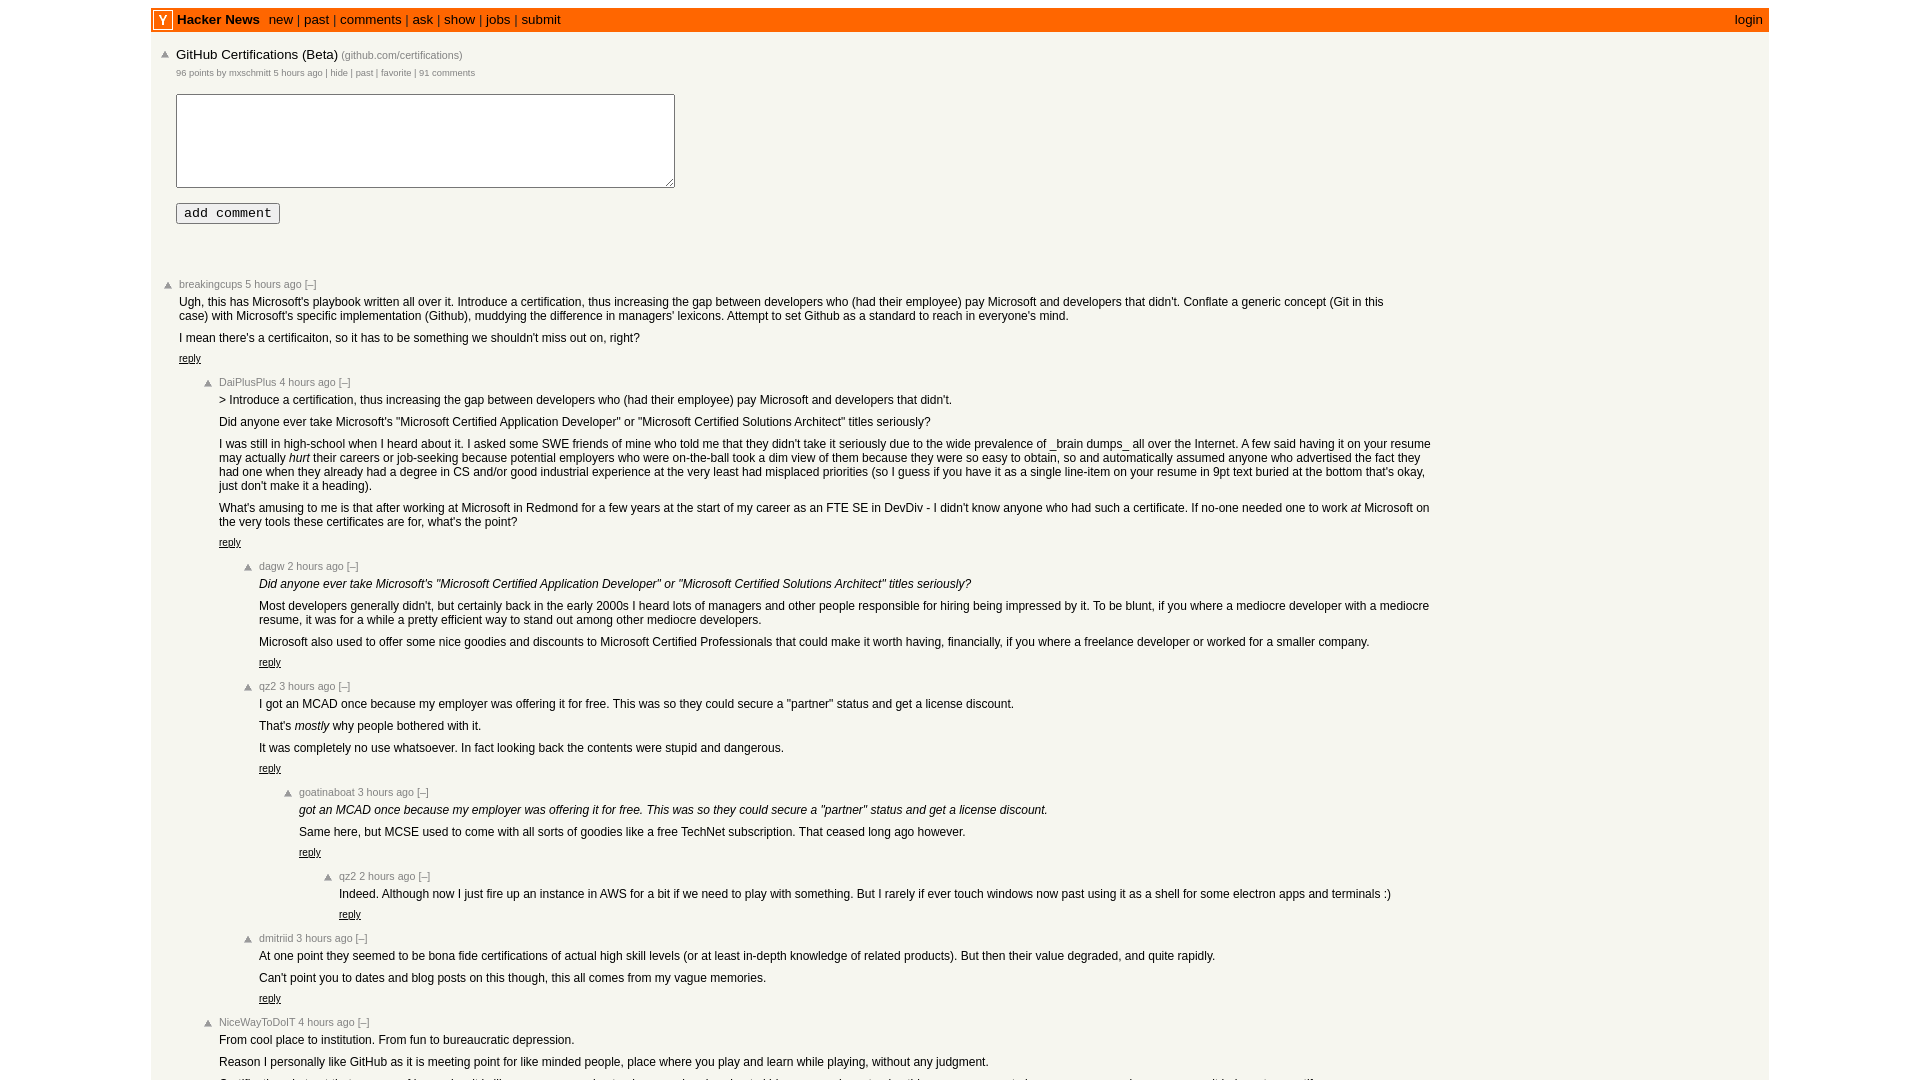 Y Hacker News new | past | comments | ask | show | jobs | submit login
GitHub Certifications (Beta) (github.com/certifications)
96 points by mxschmitt 5 hours ago | hide | past | favorite | 91 comments
add comment
breakingcups 5 hours ago [–]
Ugh, this has Microsoft's playbook written all over it. Introduce a certification, thus increasing the gap between developers who (had their employee) pay Microsoft and developers that didn't. Conflate a generic concept (Git in this
case) with Microsoft's specific implementation (Github), muddying the difference in managers' lexicons. Attempt to set Github as a standard to reach in everyone's mind.
I mean there's a certificaiton, so it has to be something we shouldn't miss out on, right?
reply
DaiPlusPlus 4 hours ago [–]
> Introduce a certification, thus increasing the gap between developers who (had their employee) pay Microsoft and developers that didn't.
Did anyone ever take Microsoft's "Microsoft Certified Application Developer" or "Microsoft Certified Solutions Architect" titles seriously?
I was still in high-school when I heard about it. I asked some SWE friends of mine who told me that they didn't take it seriously due to the wide prevalence of _brain dumps_ all over the Internet. A few said having it on your resume
may actually hurt their careers or job-seeking because potential employers who were on-the-ball took a dim view of them because they were so easy to obtain, so and automatically assumed anyone who advertised the fact they
had one when they already had a degree in CS and/or good industrial experience at the very least had misplaced priorities (so I guess if you have it as a single line-item on your resume in 9pt text buried at the bottom that's okay,
just don't make it a heading).
What's amusing to me is that after working at Microsoft in Redmond for a few years at the start of my career as an FTE SE in DevDiv - I didn't know anyone who had such a certificate. If no-one needed one to work at Microsoft on
the very tools these certificates are for, what's the point?
reply
dagw 2 hours ago [–]
Did anyone ever take Microsoft's "Microsoft Certified Application Developer" or "Microsoft Certified Solutions Architect" titles seriously?
Most developers generally didn't, but certainly back in the early 2000s I heard lots of managers and other people responsible for hiring being impressed by it. To be blunt, if you where a mediocre developer with a mediocre
resume, it was for a while a pretty efficient way to stand out among other mediocre developers.
Microsoft also used to offer some nice goodies and discounts to Microsoft Certified Professionals that could make it worth having, financially, if you where a freelance developer or worked for a smaller company.
reply
qz2 3 hours ago [–]
I got an MCAD once because my employer was offering it for free. This was so they could secure a "partner" status and get a license discount.
That's mostly why people bothered with it.
It was completely no use whatsoever. In fact looking back the contents were stupid and dangerous.
reply
goatinaboat 3 hours ago [–]
got an MCAD once because my employer was offering it for free. This was so they could secure a "partner" status and get a license discount.
Same here, but MCSE used to come with all sorts of goodies like a free TechNet subscription. That ceased long ago however.
reply
qz2 2 hours ago [–]
Indeed. Although now I just fire up an instance in AWS for a bit if we need to play with something. But I rarely if ever touch windows now past using it as a shell for some electron apps and terminals :)
reply
dmitriid 3 hours ago [–]
At one point they seemed to be bona fide certifications of actual high skill levels (or at least in-depth knowledge of related products). But then their value degraded, and quite rapidly.
Can't point you to dates and blog posts on this though, this all comes from my vague memories.
reply
NiceWayToDoIT 4 hours ago [–]
From cool place to institution. From fun to bureaucratic depression.
Reason I personally like GitHub as it is meeting point for like minded people, place where you play and learn while playing, without any judgment.